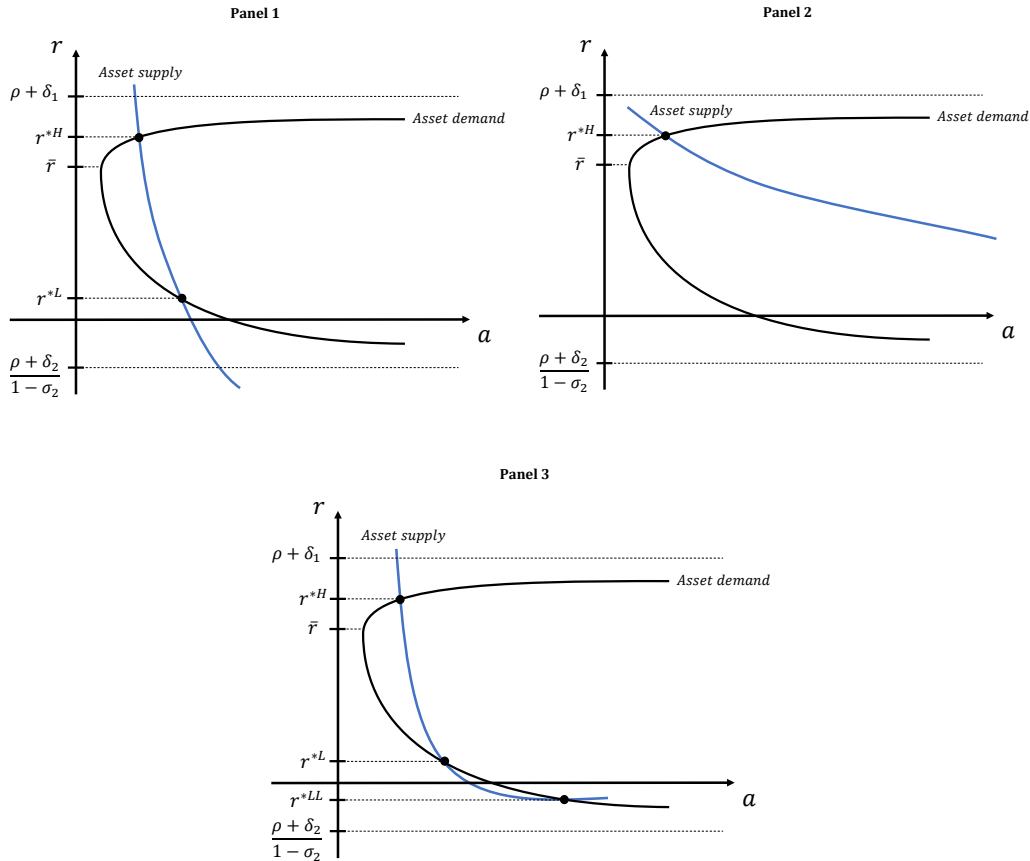 Panel 1
r
Asset supply
ρ + δ₁
Asset demand
r*ᴴ
r̄
r*ᴸ
a
ρ + δ₂
1 − σ₂
Panel 2
r
ρ + δ₁
Asset supply
Asset demand
r*ᴴ
r̄
a
ρ + δ₂
1 − σ₂
Panel 3
r
Asset supply
ρ + δ₁
Asset demand
r*ᴴ
r̄
r*ᴸ
r*ᴸᴸ
a
ρ + δ₂
1 − σ₂